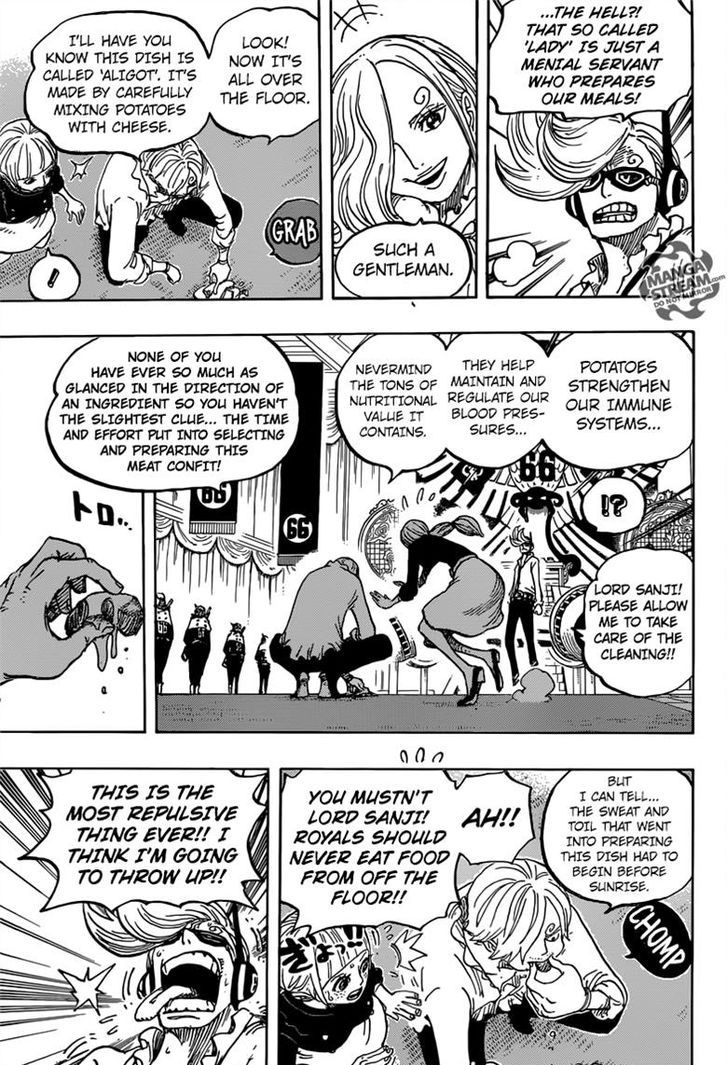 ...THE HELL?!
THAT SO CALLED
'LADY' IS JUST A
MENIAL SERVANT
WHO PREPARES
OUR MEALS!
SUCH A
GENTLEMAN.
LOOK!
NOW IT'S
ALL OVER
THE FLOOR.
I'LL HAVE YOU
KNOW THIS DISH IS
CALLED 'ALIGOT'. IT'S
MADE BY CAREFULLY
MIXING POTATOES
WITH CHEESE.
GRAB
!
MANGA
STREAM.com
DO NOT MIRROR
POTATOES
STRENGTHEN
OUR IMMUNE
SYSTEMS...
THEY HELP
MAINTAIN AND
REGULATE OUR
BLOOD PRES-
SURES...
NEVERMIND
THE TONS OF
NUTRITIONAL
VALUE IT
CONTAINS.
!?
LORD SANJI!
PLEASE ALLOW
ME TO TAKE
CARE OF THE
CLEANING!!
66
66
66
NONE OF YOU
HAVE EVER SO MUCH AS
GLANCED IN THE DIRECTION OF
AN INGREDIENT SO YOU HAVEN'T
THE SLIGHTEST CLUE... THE TIME
AND EFFORT PUT INTO SELECTING
AND PREPARING THIS
MEAT CONFIT!
トロ...
BUT
I CAN TELL...
THE SWEAT AND
TOIL THAT WENT
INTO PREPARING
THIS DISH HAD TO
BEGIN BEFORE
SUNRISE.
CHOMP
AH!!
YOU MUSTN'T
LORD SANJI!
ROYALS SHOULD
NEVER EAT FOOD
FROM OFF THE
FLOOR!!
ぎょっ!!
THIS IS THE
MOST REPULSIVE
THING EVER!! I
THINK I'M GOING
TO THROW UP!!